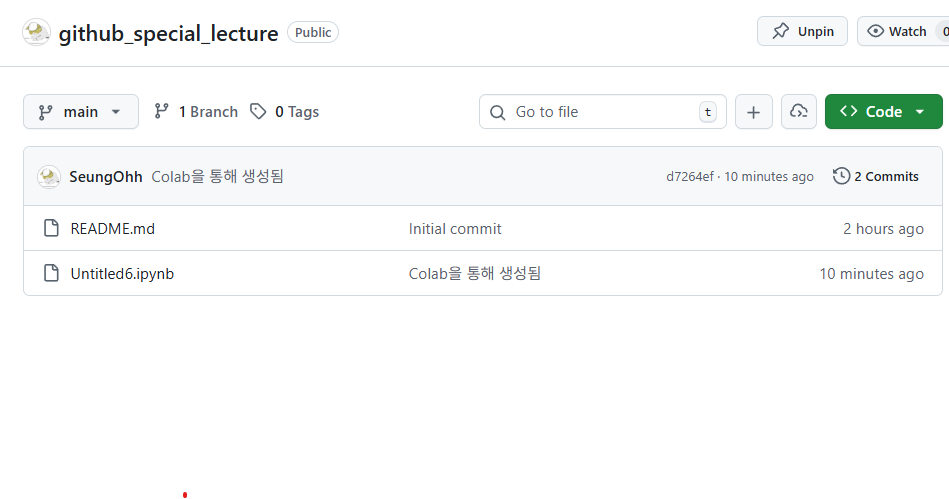 github_special_lecture Public Unpin Watch 0
main 1 Branch 0 Tags Go to file t Code
SeungOhh Colab을 통해 생성됨 d7264ef · 10 minutes ago 2 Commits
README.md Initial commit 2 hours ago
Untitled6.ipynb Colab을 통해 생성됨 10 minutes ago